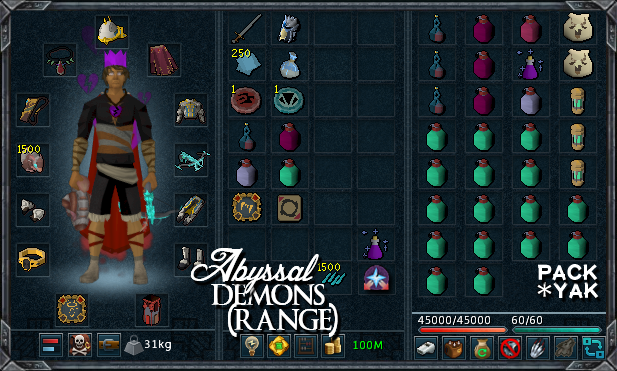 1500
250
1
1
1500
Abyssal
DEMONS
(RANGE)
31kg
100M
PACK
*YAK
45000/45000
60/60